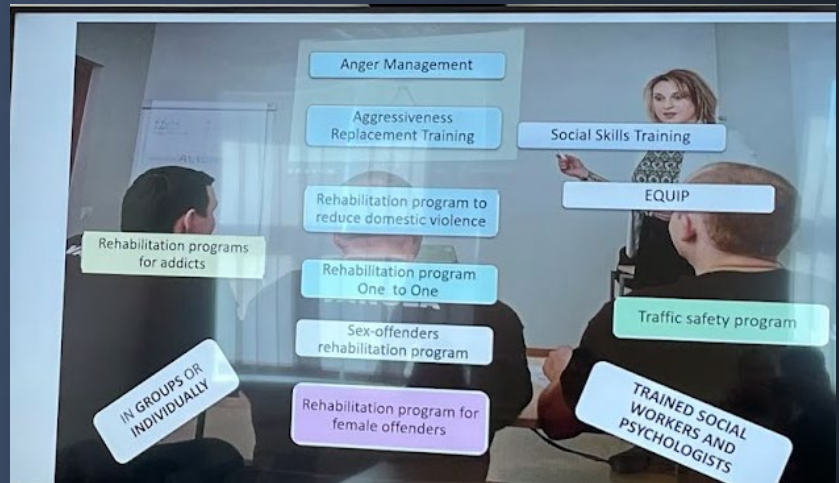 Anger Management
Aggressiveness
Replacement Training
Social Skills Training
EQUIP
Rehabilitation program to
reduce domestic violence
Rehabilitation programs
for addicts
Rehabilitation program
One to One
Traffic safety program
Sex-offenders
rehabilitation program
IN GROUPS OR
INDIVIDUALLY
Rehabilitation program for
female offenders
TRAINED SOCIAL
WORKERS AND
PSYCHOLOGISTS